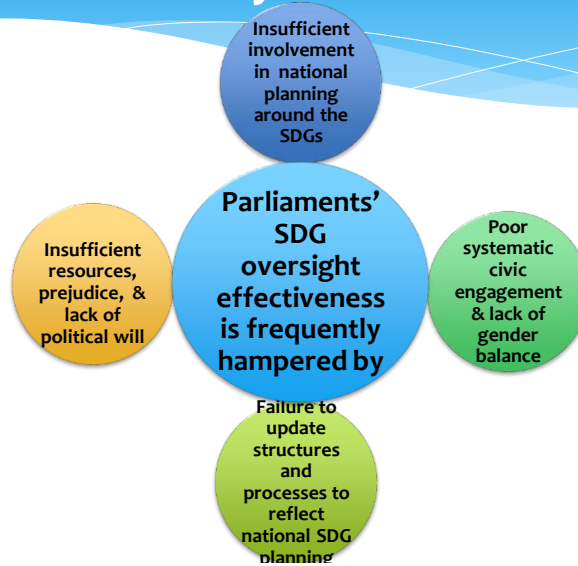 Insufficient
involvement
in national
planning
around the
SDGs
Parliaments’
SDG
oversight
effectiveness
is frequently
hampered by
Insufficient
resources,
prejudice, &
lack of
political will
Poor
systematic
civic
engagement
& lack of
gender
balance
Failure to
update
structures
and
processes to
reflect
national SDG
planning